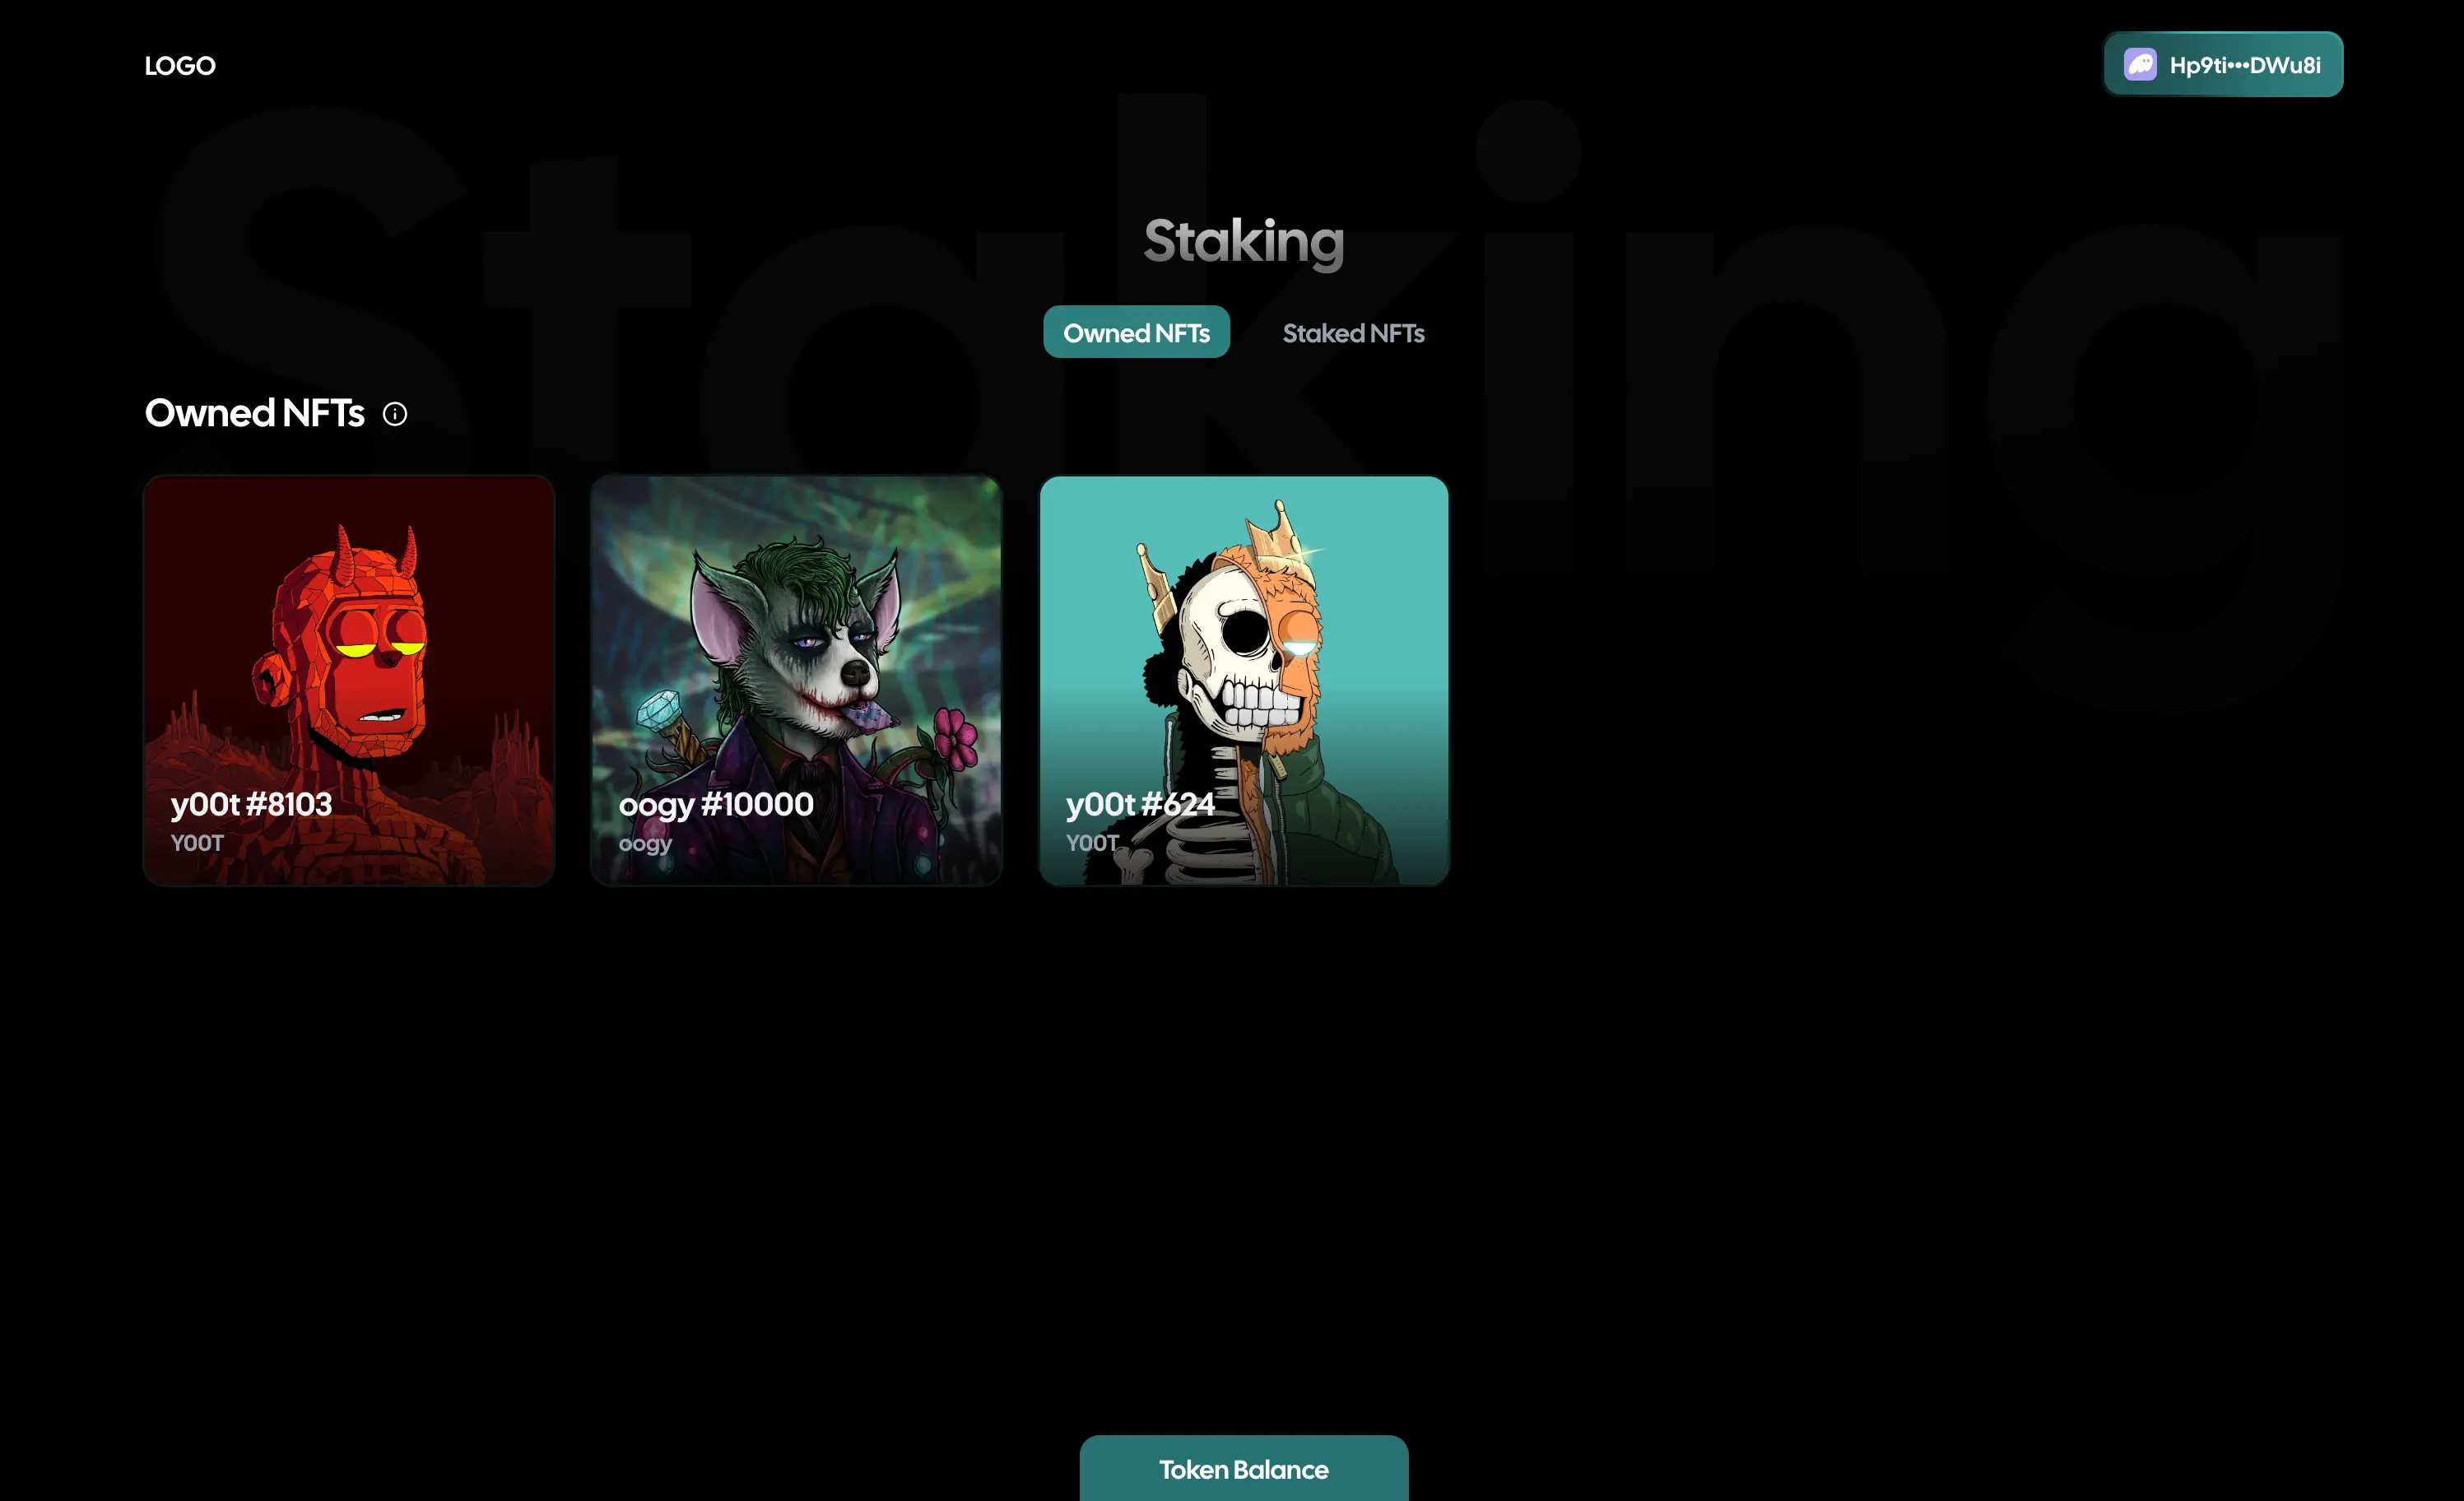 LOGO
Hp9ti•••DWu8i
Staking
Staking
Owned NFTs
Staked NFTs
Owned NFTs
y00t #8103
Y00T
oogy #10000
oogy
y00t #624
Y00T
Token Balance